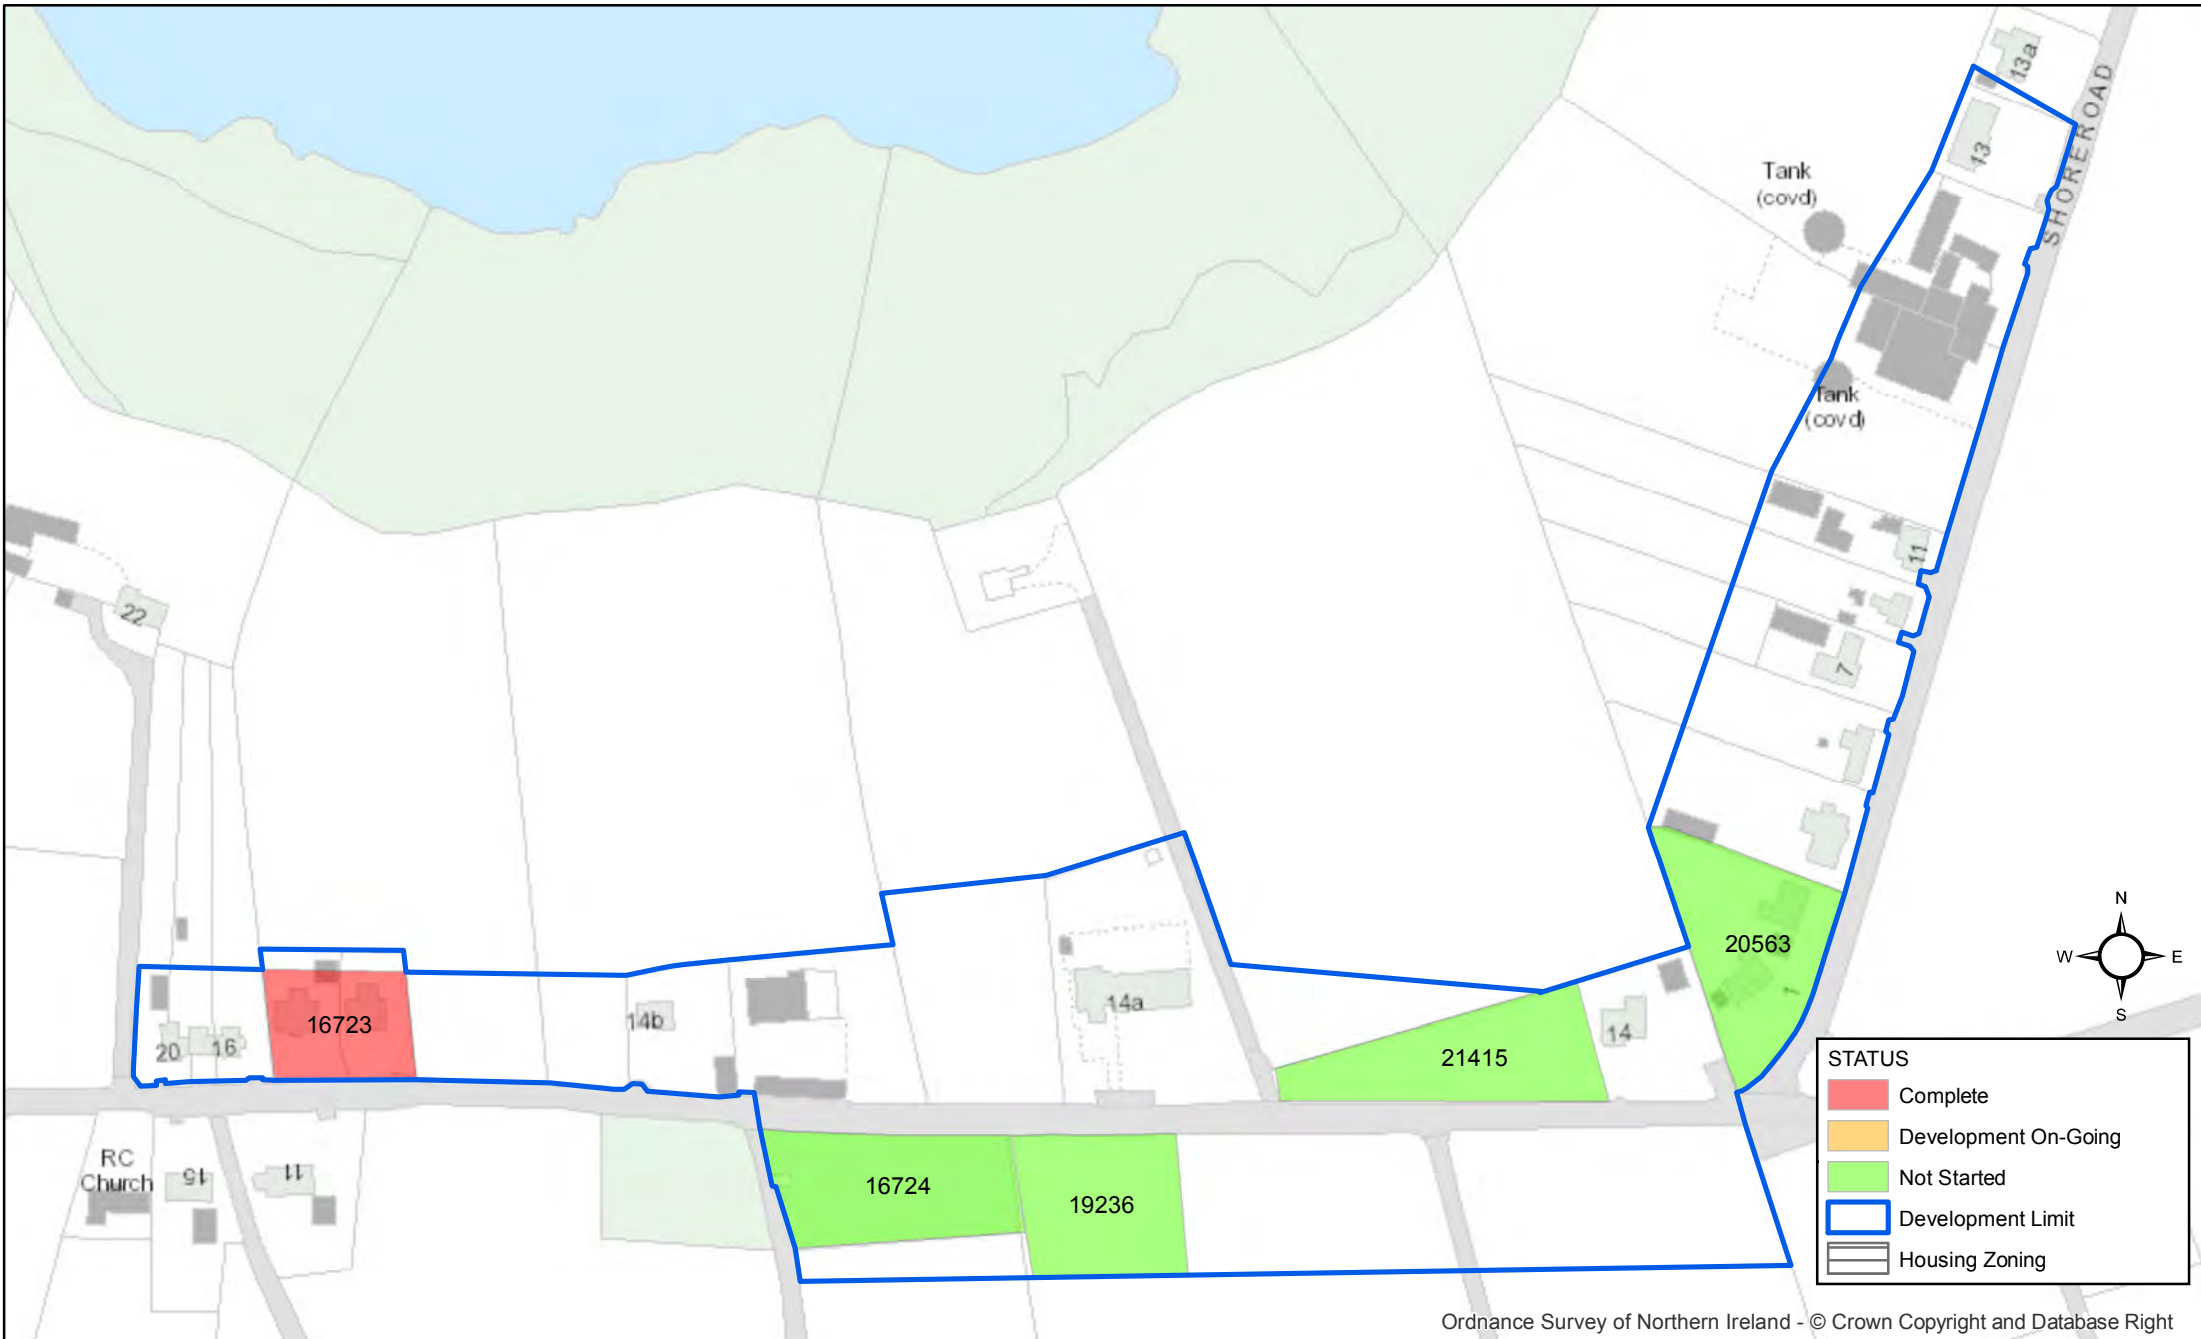 13a
SHORE ROAD
13
Tank
(covd)
Tank
(covd)
11
22
7
N
W E
S
20563
1
16723
14b
14a
14
20
16
21415
STATUS
Complete
Development On-Going
Not Started
Development Limit
Housing Zoning
RC
Church
15
11
16724
19236
Ordnance Survey of Northern Ireland - © Crown Copyright and Database Right